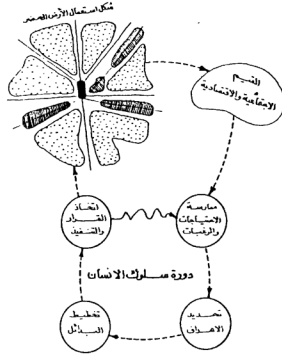 شكل استعمال الأرض الحضر
القيم
الاجتماعية والاقتصادية
اتخاذ
القرار
والتنفيذ
ممارسة
الاحتياجات
والرغبات
دورة سلوك الانسان
تخطيط
البدائل
تحديد
الاهداف